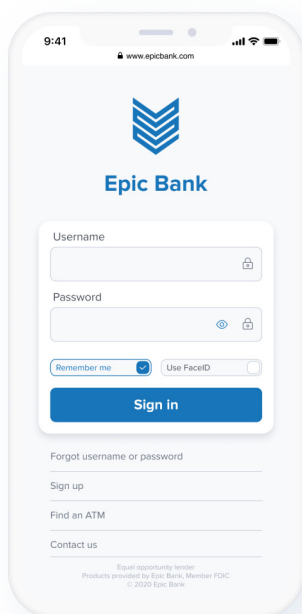 9:41
www.epicbank.com
Epic Bank
Username
Password
Remember me
Use FaceID
Sign in
Forgot username or password
Sign up
Find an ATM
Contact us
Equal opportunity lender
Products provided by Epic Bank, Member FDIC
© 2020 Epic Bank